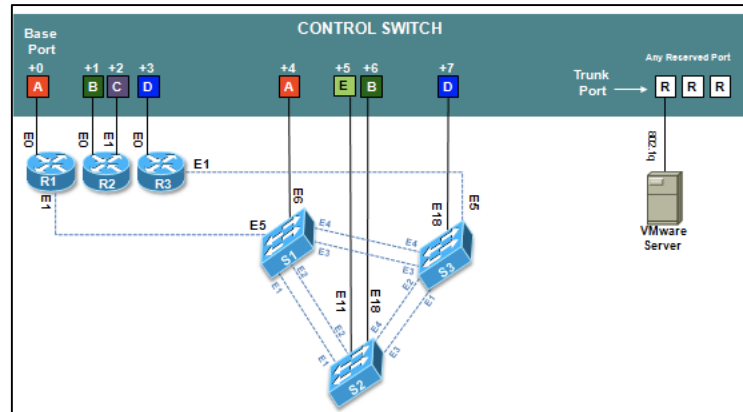 CONTROL SWITCH
Base
Port
+0
+1
+2
+3
+4
+5
+6
+7
Any Reserved Port
Trunk
Port
A
B
C
D
A
E
B
D
R
R
R
E0
E0
E1
E0
802.1q
R1
R2
R3
E1
E1
E5
E6
E18
E5
VMware
Server
S1
E4
E3
E4
E3
S3
E2
E1
E2
E1
E11
E18
E2
E1
E4
E3
S2